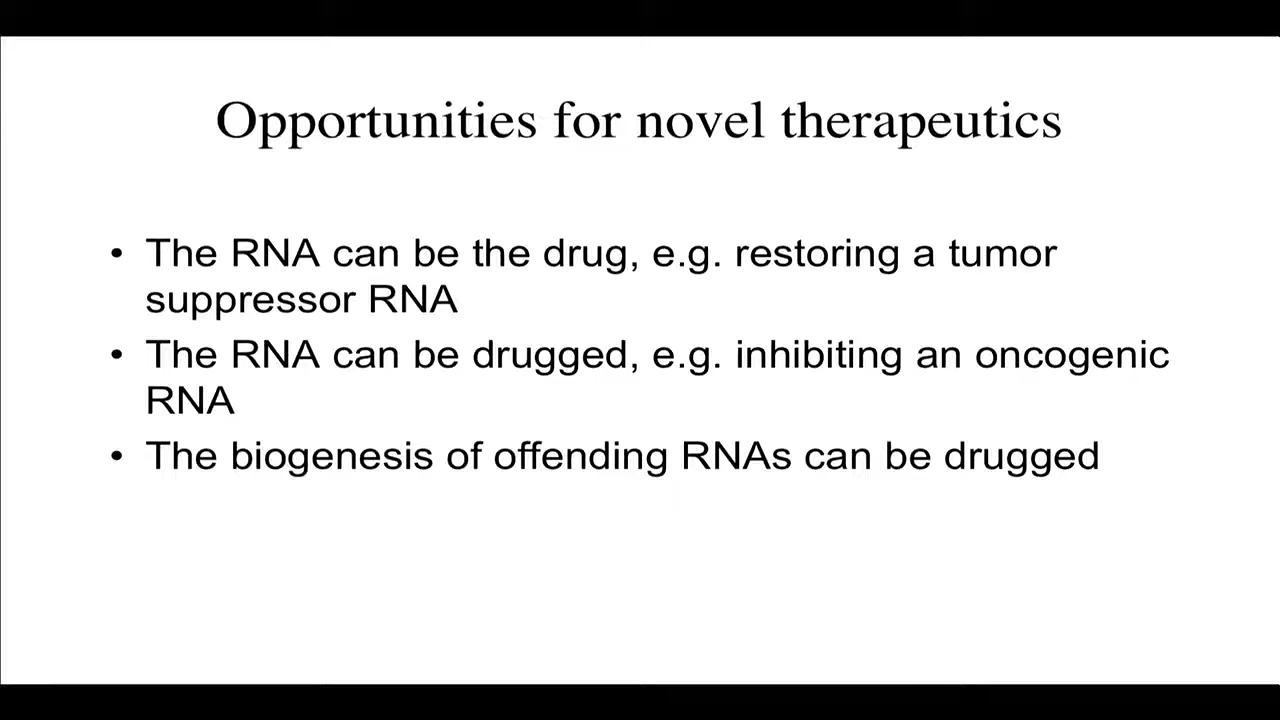 Opportunities for novel therapeutics
• The RNA can be the drug, e.g. restoring a tumor
suppressor RNA
• The RNA can be drugged, e.g. inhibiting an oncogenic
RNA
• The biogenesis of offending RNAs can be drugged